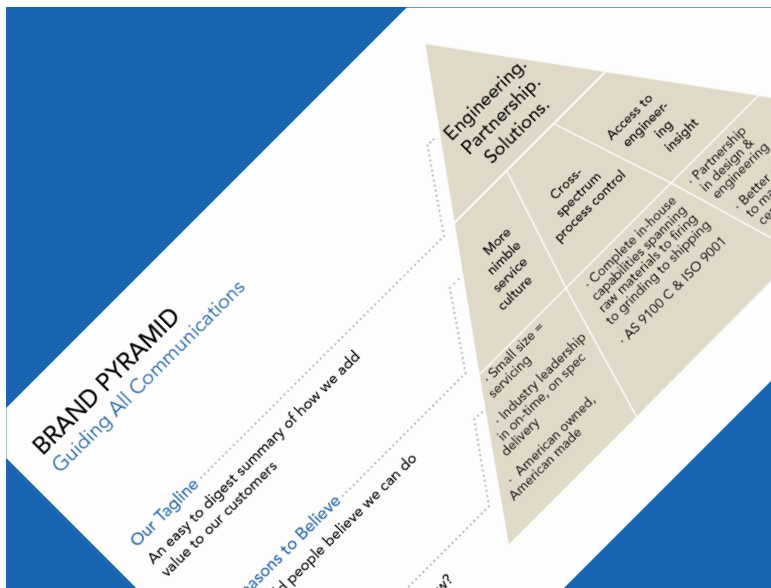 BRAND PYRAMID
Guiding All Communications
Our Tagline
An easy to digest summary of how we add
value to our customers
to Believe
people believe we can do
Engineering.
Partnership.
Solutions.
More
nimble
service
culture
Cross-
spectrum
process control
Access to
engineer-
ing
insight
· Small size =
servicing
· Industry leadership
in on-time, on spec
delivery
· American owned,
American made
· Complete in-house
capabilities spanning
raw materials to firing
to grinding to shipping
· AS 9100 C & ISO 9001
· Partnership
in design &
engineering
· Better
to